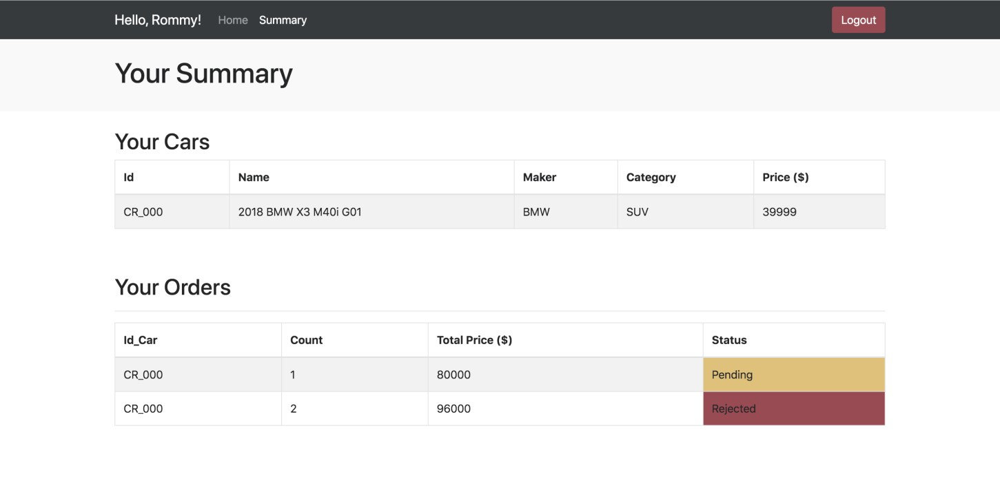 Hello, Rommy! Home Summary Logout
Your Summary
Your Cars
Id Name Maker Category Price ($)
CR_000 2018 BMW X3 M40i G01 BMW SUV 39999
Your Orders
Id_Car Count Total Price ($) Status
CR_000 1 80000 Pending
CR_000 2 96000 Rejected